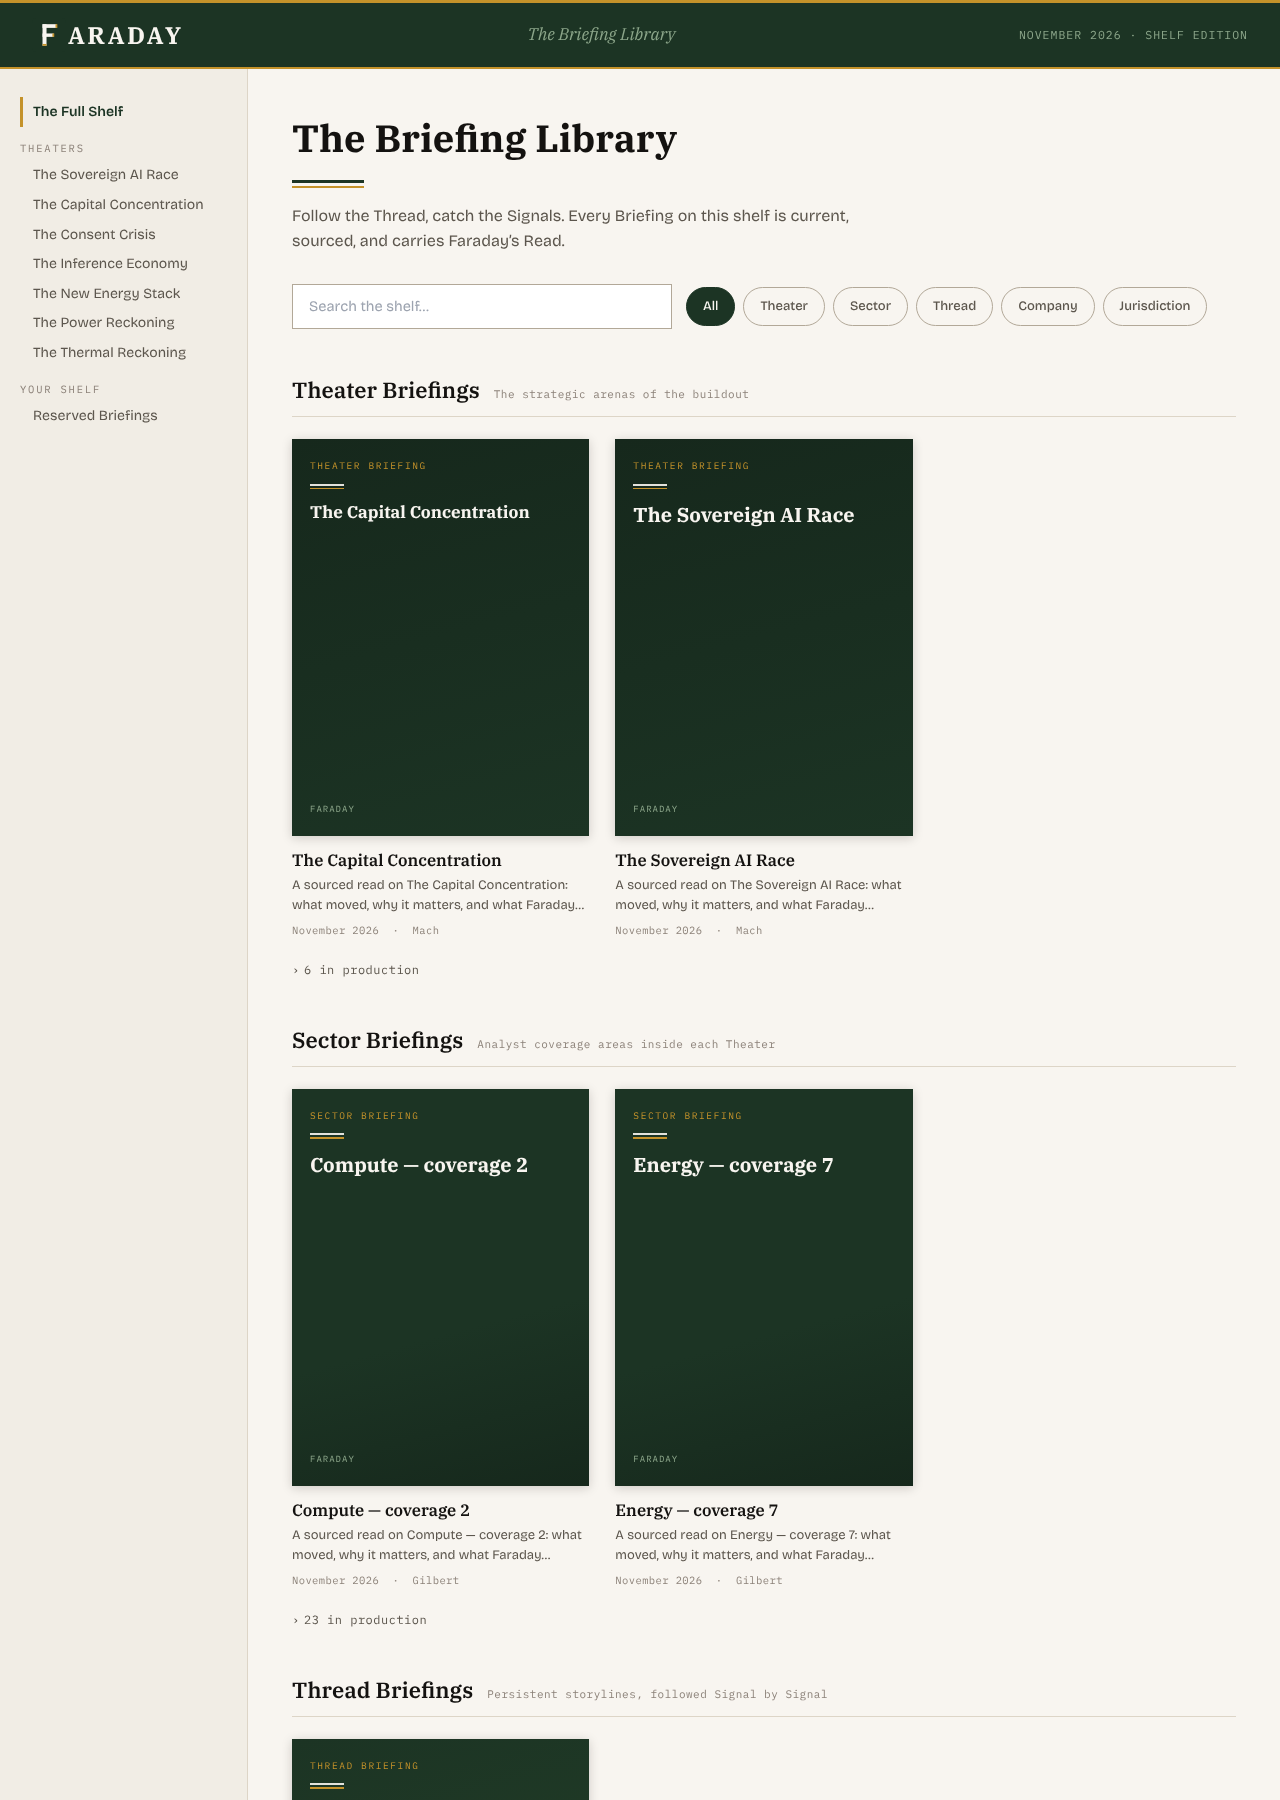 FARADAY
The Briefing Library
NOVEMBER 2026 · SHELF EDITION
The Full Shelf
THEATERS
The Sovereign AI Race
The Capital Concentration
The Consent Crisis
The Inference Economy
The New Energy Stack
The Power Reckoning
The Thermal Reckoning
YOUR SHELF
Reserved Briefings
The Briefing Library
Follow the Thread, catch the Signals. Every Briefing on this shelf is current,
sourced, and carries Faraday's Read.
Search the shelf...
All
Theater
Sector
Thread
Company
Jurisdiction
Theater Briefings The strategic arenas of the buildout
THEATER BRIEFING
The Capital Concentration
FARADAY
The Capital Concentration
A sourced read on The Capital Concentration:
what moved, why it matters, and what Faraday...
November 2026 · Mach
THEATER BRIEFING
The Sovereign AI Race
FARADAY
The Sovereign AI Race
A sourced read on The Sovereign AI Race: what
moved, why it matters, and what Faraday...
November 2026 · Mach
› 6 in production
Sector Briefings Analyst coverage areas inside each Theater
SECTOR BRIEFING
Compute — coverage 2
FARADAY
Compute — coverage 2
A sourced read on Compute — coverage 2: what
moved, why it matters, and what Faraday...
November 2026 · Gilbert
SECTOR BRIEFING
Energy — coverage 7
FARADAY
Energy — coverage 7
A sourced read on Energy — coverage 7: what
moved, why it matters, and what Faraday...
November 2026 · Gilbert
› 23 in production
Thread Briefings Persistent storylines, followed Signal by Signal
THREAD BRIEFING